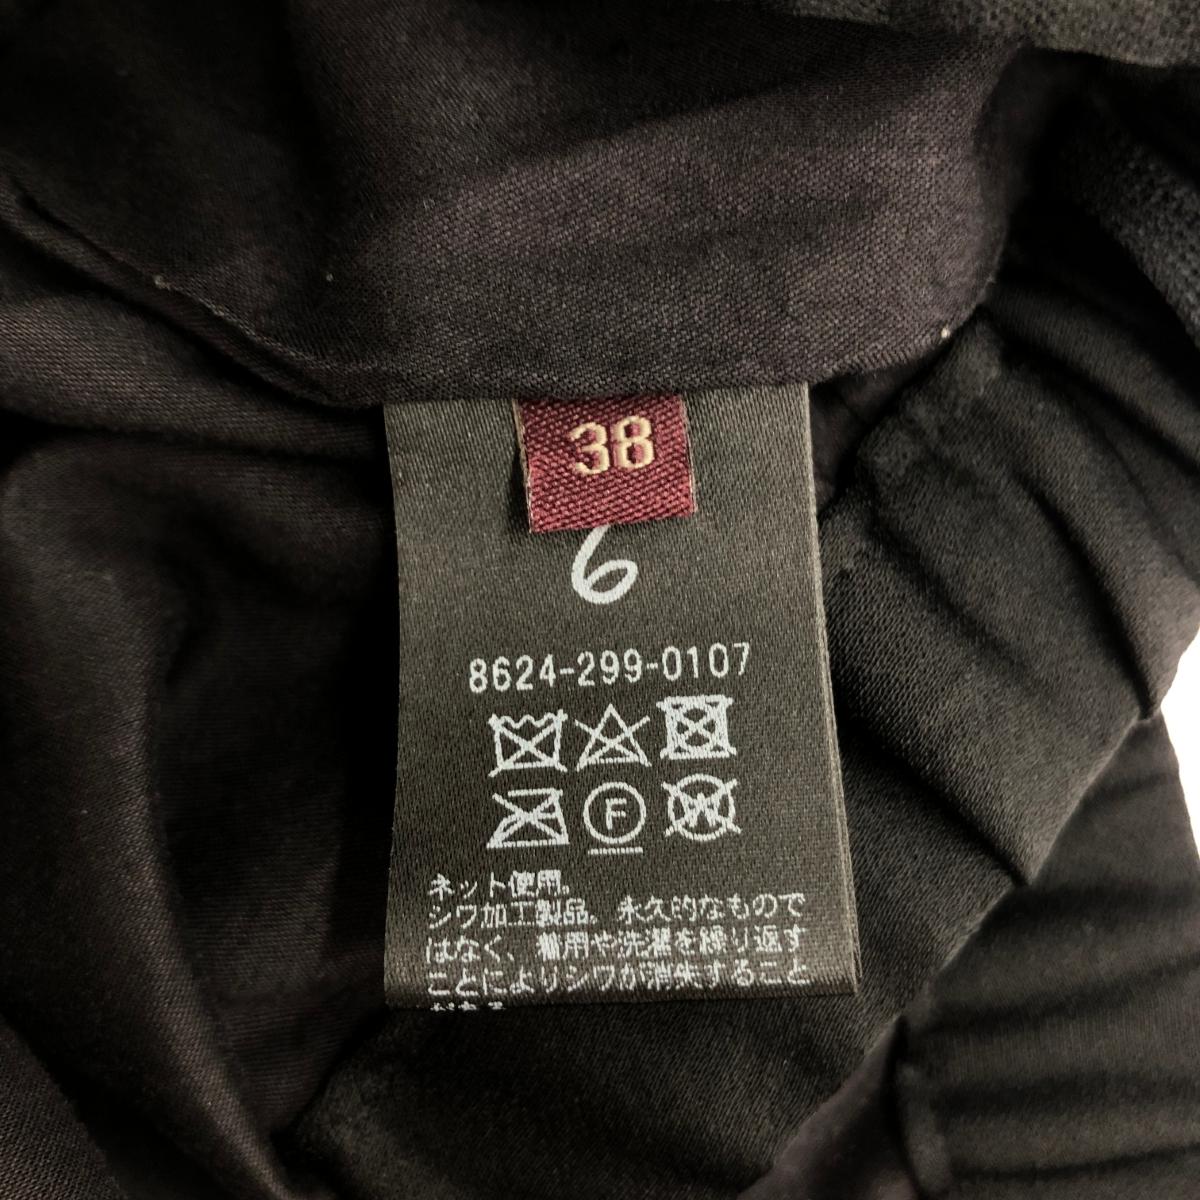 38
6
8624-299-0107
F
W
ネット使用。
シワ加工製品。永久的なもので
はなく、着用や洗濯を繰り返す
ことによりシワが消失すること